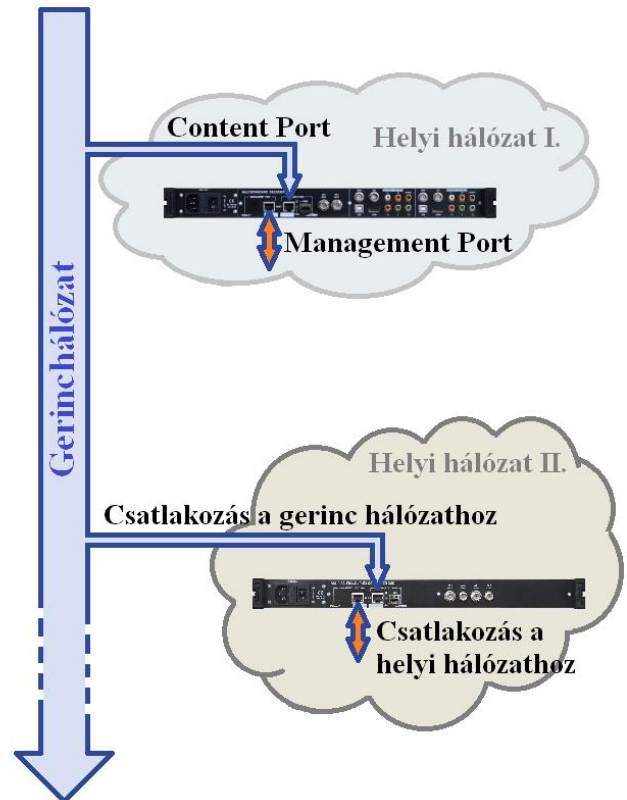 Content Port
Helyi hálózat I.
Management Port
Gerinchálózat
Helyi hálózat II.
Csatlakozás a gerinc hálózathoz
Csatlakozás a
helyi hálózathoz